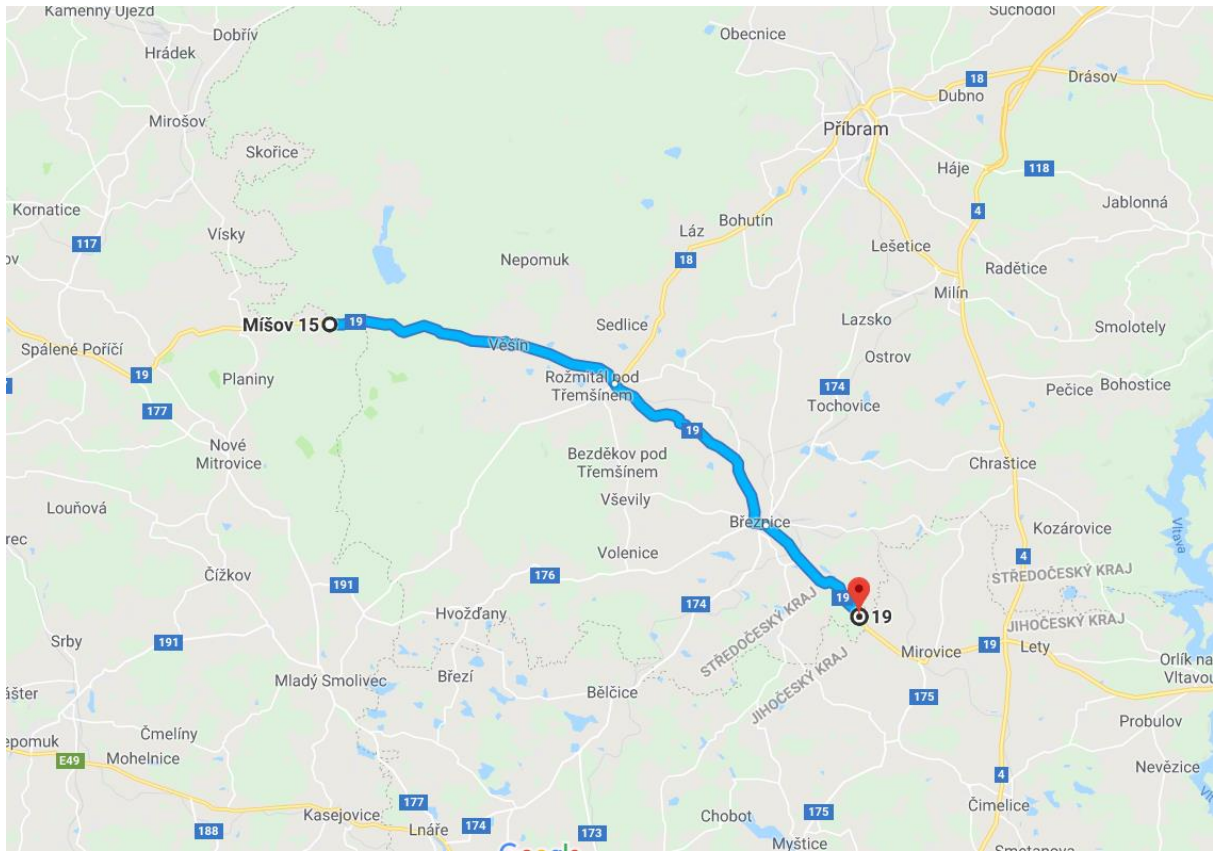 Kamenny Újezd
Dobřív
Hrádek
Obecnice
Suchodol
18
Drásov
Dubno
Mirošov
Příbram
Skořice
Háje
118
Kornatice
Jablonná
117
Vísky
Bohutín
4
Láz
Lešetice
Nepomuk
18
Radětice
Milín
Míšov 15
19
Sedlice
Lazsko
Smolotely
Spálené Poříčí
Vešín
Ostrov
19
Planiny
Rožmitál pod
Třemšínem
174
Pečice
Bohostice
177
Tochovice
19
Nové
Mitrovice
Bezděkov pod
Třemšínem
Chraštice
Louňová
Vševily
Březnice
Kozárovice
Vltava
Volenice
4
Čížkov
191
176
STŘEDOČESKÝ KRAJ
19
174
Hvožďany
19
JIHOČESKÝ KRAJ
Srby
191
STŘEDOČESKÝ KRAJ
Mirovice
19
Lety
Orlík na
Vltavou
Mladý Smolivec
Březí
Bělčice
JIHOČESKÝ KRAJ
175
Probulov
Čmelíny
E49
Mohelnice
Nevězice
4
177
Čimelice
Kasejovice
Chobot
175
188
Lnáře
174
173
Myštice